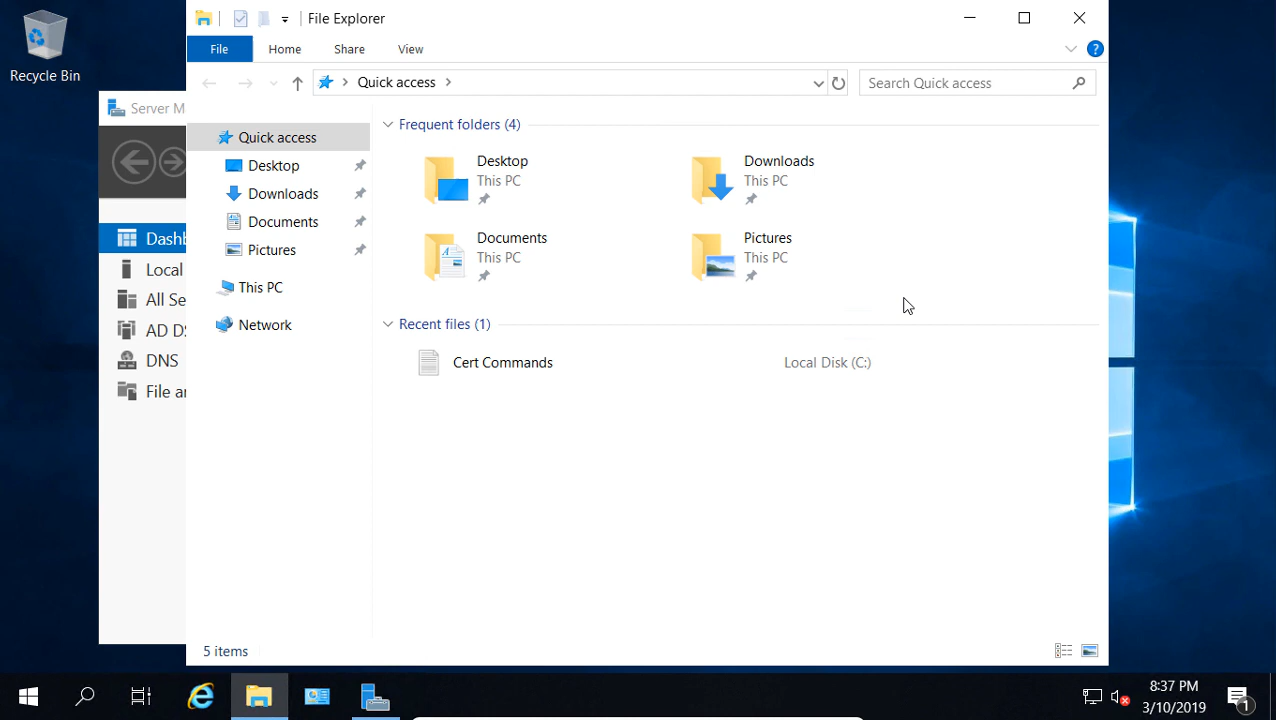 Recycle Bin
File Explorer
File Home Share View
Quick access
Search Quick access
Server M
Quick access
Desktop
Downloads
Documents
Pictures
This PC
Network
Frequent folders (4)
Desktop
This PC
Downloads
This PC
Documents
This PC
Pictures
This PC
Recent files (1)
Cert Commands Local Disk (C:)
Dashb
Local
All Se
AD DS
DNS
File an
5 items
8:37 PM
3/10/2019
1